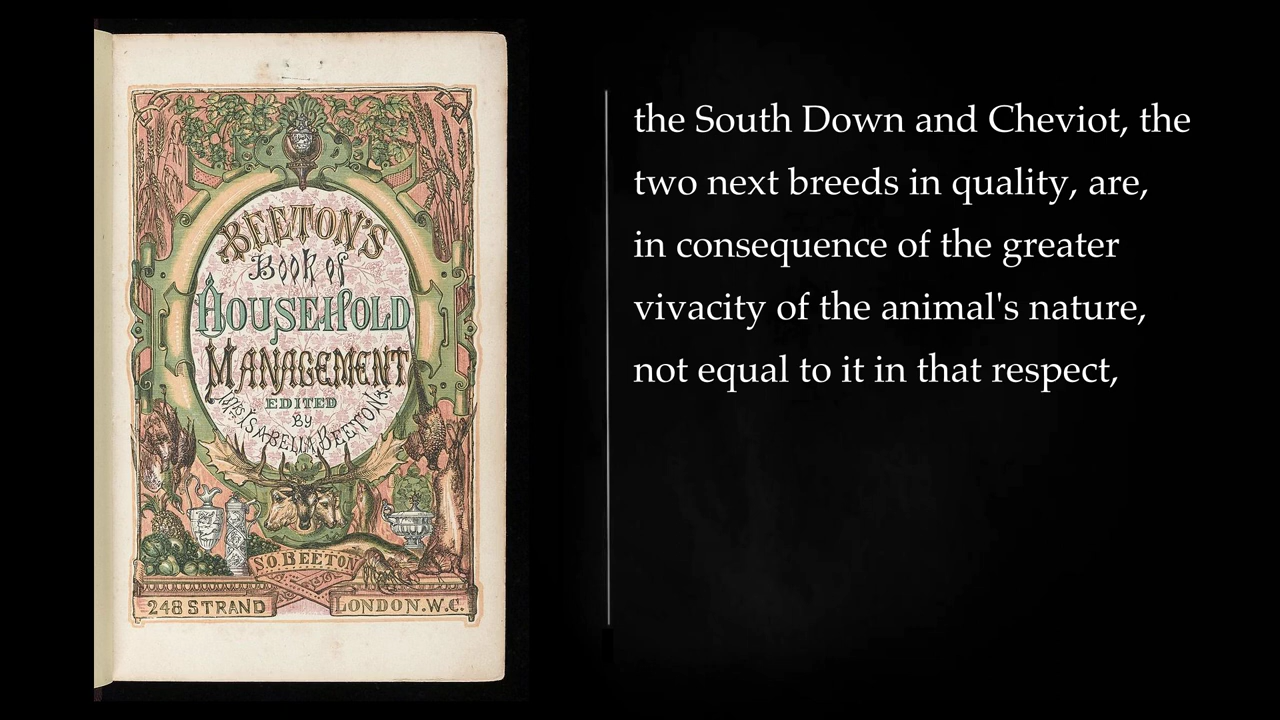 BEETON'S
Book of
HOUSEHOLD
MANAGEMENT
EDITED
BY
MRS ISABELLA BEETON
S.O. BEETON
248 STRAND
LONDON. W.C.
the South Down and Cheviot, the
two next breeds in quality, are,
in consequence of the greater
vivacity of the animal's nature,
not equal to it in that respect,